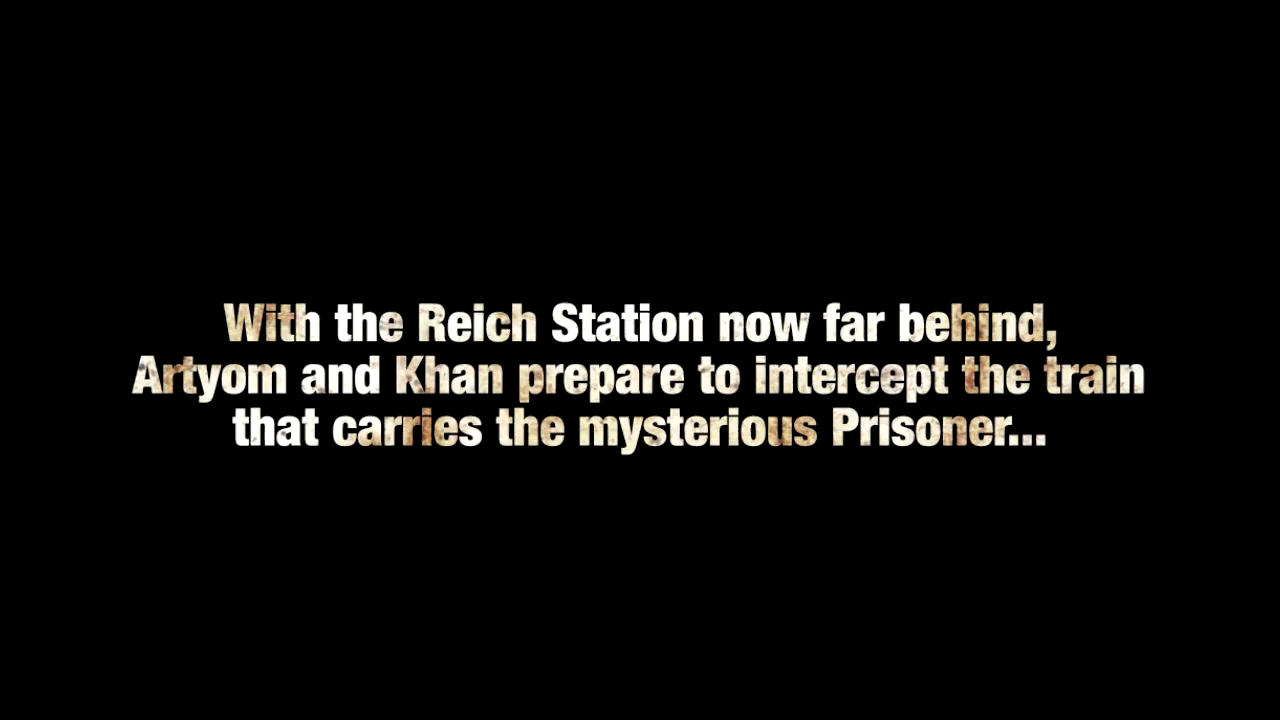 With the Reich Station now far behind,
Artyom and Khan prepare to intercept the train
that carries the mysterious Prisoner...